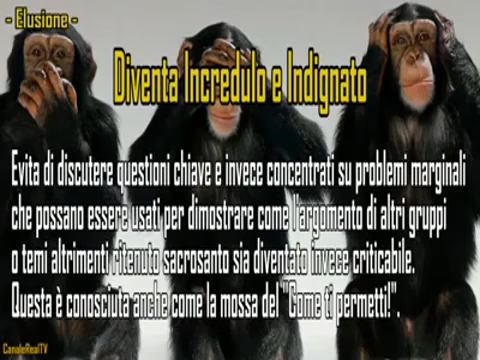 - Elusione -
Diventa Incredulo e Indignato
Evita di discutere questioni chiave e invece concentrati su problemi marginali
che possano essere usati per dimostrare come l'argomento di altri gruppi
o temi altrimenti ritenuto sacrosanto sia diventato invece criticabile.
Questa è conosciuta anche come la mossa del "Come ti permetti!".
CanaleRealTV